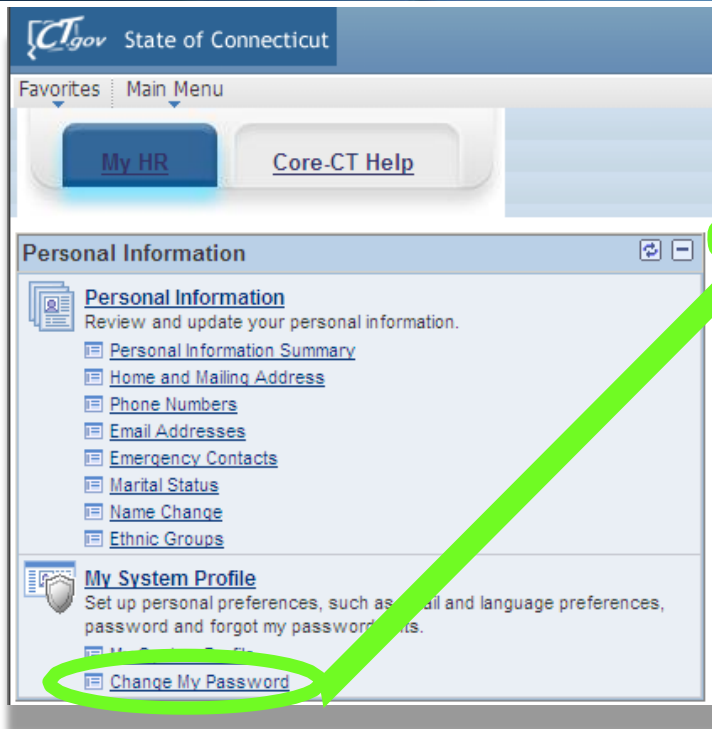 CT.gov State of Connecticut
Favorites Main Menu
My HR Core-CT Help
Personal Information
Personal Information
Review and update your personal information.
Personal Information Summary
Home and Mailing Address
Phone Numbers
Email Addresses
Emergency Contacts
Marital Status
Name Change
Ethnic Groups
My System Profile
Set up personal preferences, such as and language preferences,
password and forgot my password
Change My Password